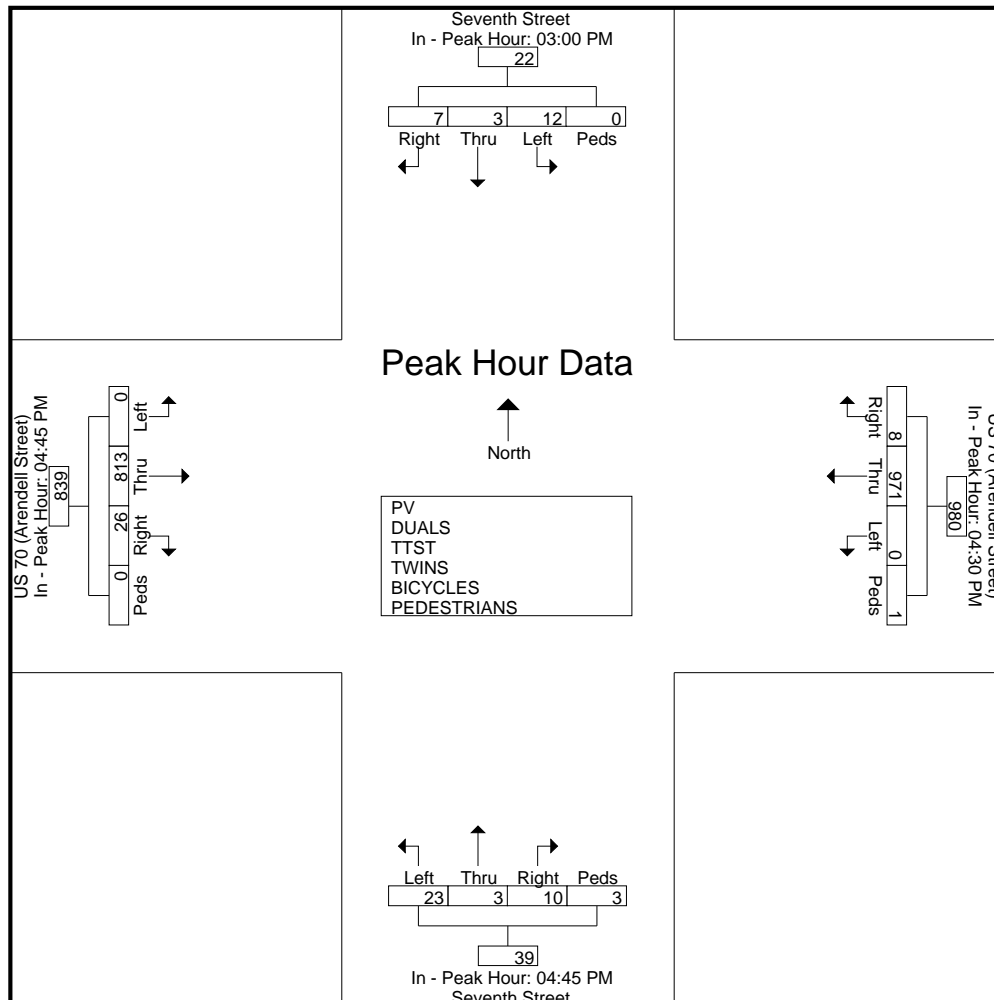 Seventh Street
In - Peak Hour: 03:00 PM
22
7 3 12 0
Right Thru Left Peds
Peak Hour Data
North
PV
DUALS
TTST
TWINS
BICYCLES
PEDESTRIANS
US 70 (Arendell Street)
In - Peak Hour: 04:45 PM
839
0 813 26 0
Left Thru Right Peds
US 70 (Arendell Street)
In - Peak Hour: 04:30 PM
980
8 971 0 1
Right Thru Left Peds
Left Thru Right Peds
23 3 10 3
39
In - Peak Hour: 04:45 PM
Seventh Street